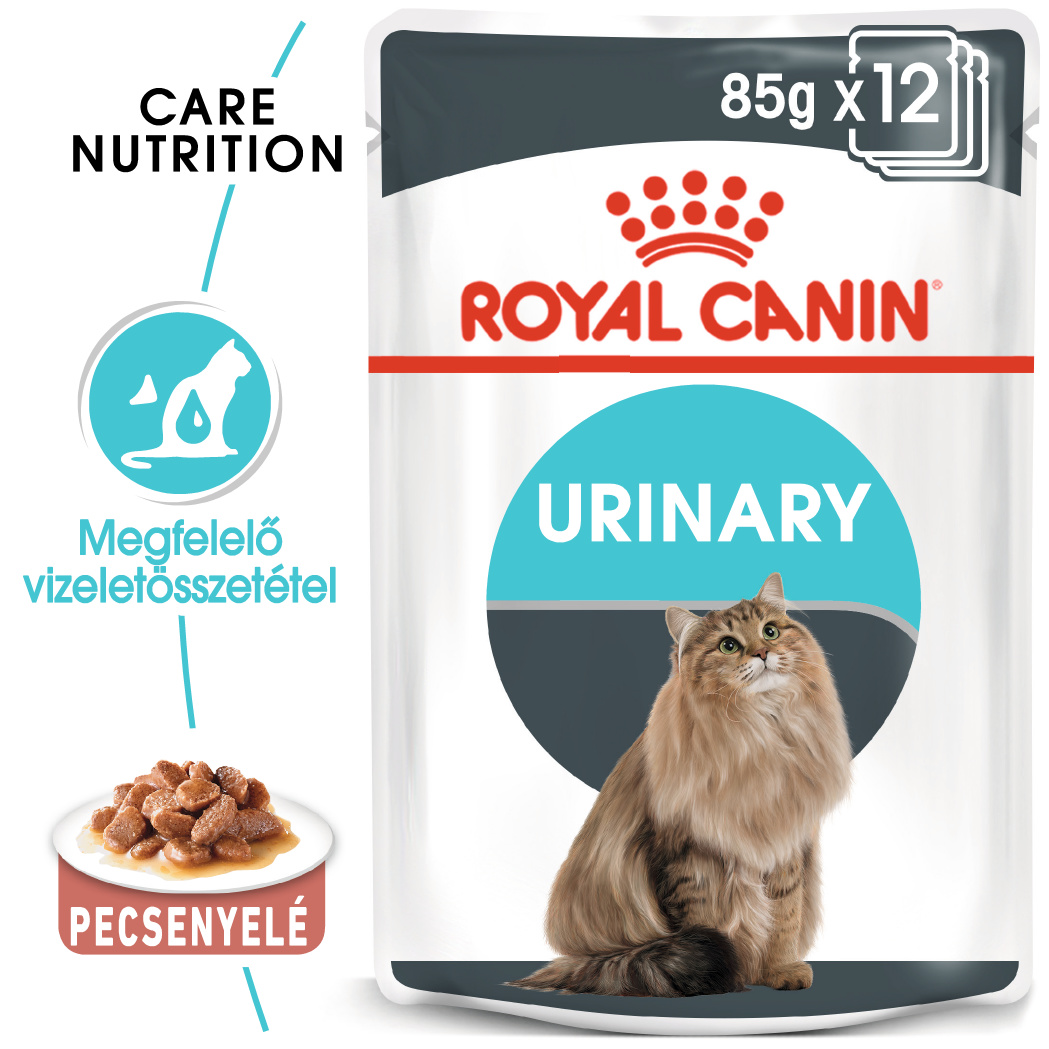 CARE
NUTRITION
Megfelelő
vizeletösszetétel
PECSENYELÉ
85g x12
ROYAL CANIN®
URINARY